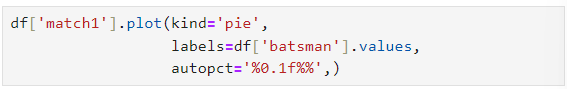 df['match1'].plot(kind='pie',
labels=df['batsman'].values,
autopct='%0.1f%%',)